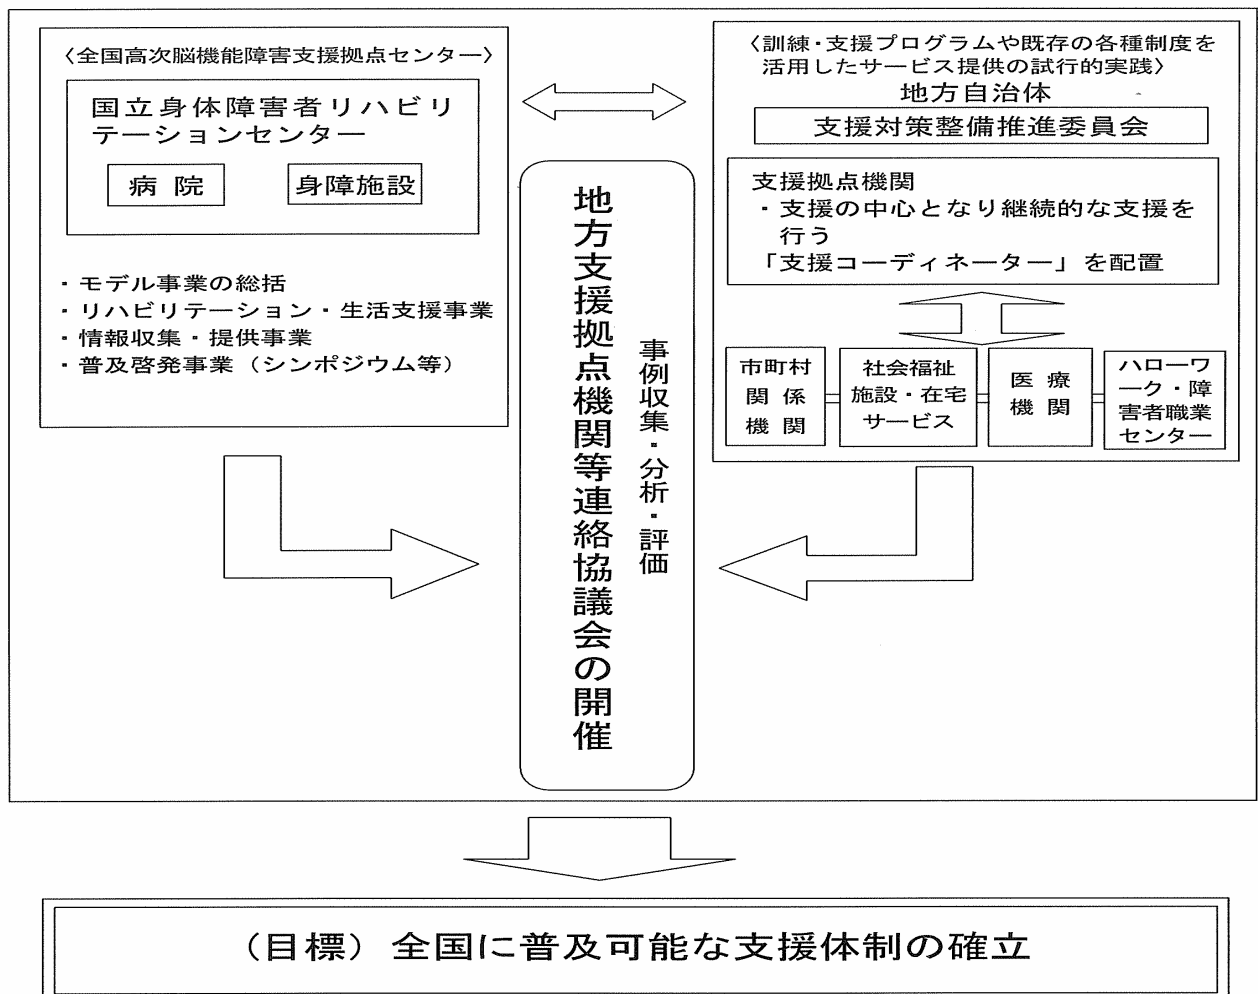 〈全国高次脳機能障害支援拠点センター〉
国立身体障害者リハビリ
テーションセンター
病 院
身障施設
・モデル事業の総括
・リハビリテーション・生活支援事業
・情報収集・提供事業
・普及啓発事業（シンポジウム等）
地方支援拠点機関等連絡協議会の開催
事例収集・分析・評価
〈訓練・支援プログラムや既存の各種制度を
活用したサービス提供の試行的実践〉
地方自治体
支援対策整備推進委員会
支援拠点機関
・支援の中心となり継続的な支援を
行う
「支援コーディネーター」を配置
市町村
関 係
機 関
社会福祉
施設・在宅
サービス
医 療
機 関
ハローワ
ーク・障
害者職業
センター
（目標）全国に普及可能な支援体制の確立